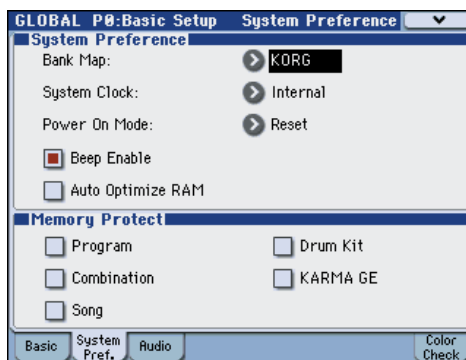 GLOBAL P0:Basic Setup System Preference
System Preference
Bank Map: KORG
System Clock: Internal
Power On Mode: Reset
Beep Enable
Auto Optimize RAM
Memory Protect
Program Drum Kit
Combination KARMA GE
Song
Basic System Pref. Audio Color Check